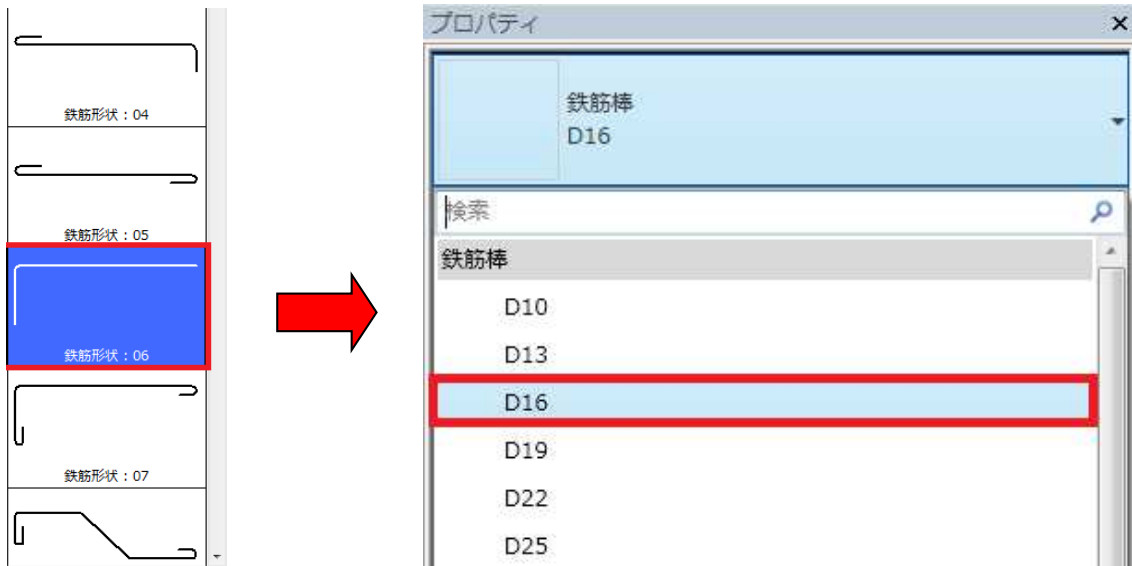 鉄筋形状 : 04
鉄筋形状 : 05
鉄筋形状 : 06
鉄筋形状 : 07
プロパティ
鉄筋棒
D16
検索
鉄筋棒
D10
D13
D16
D19
D22
D25